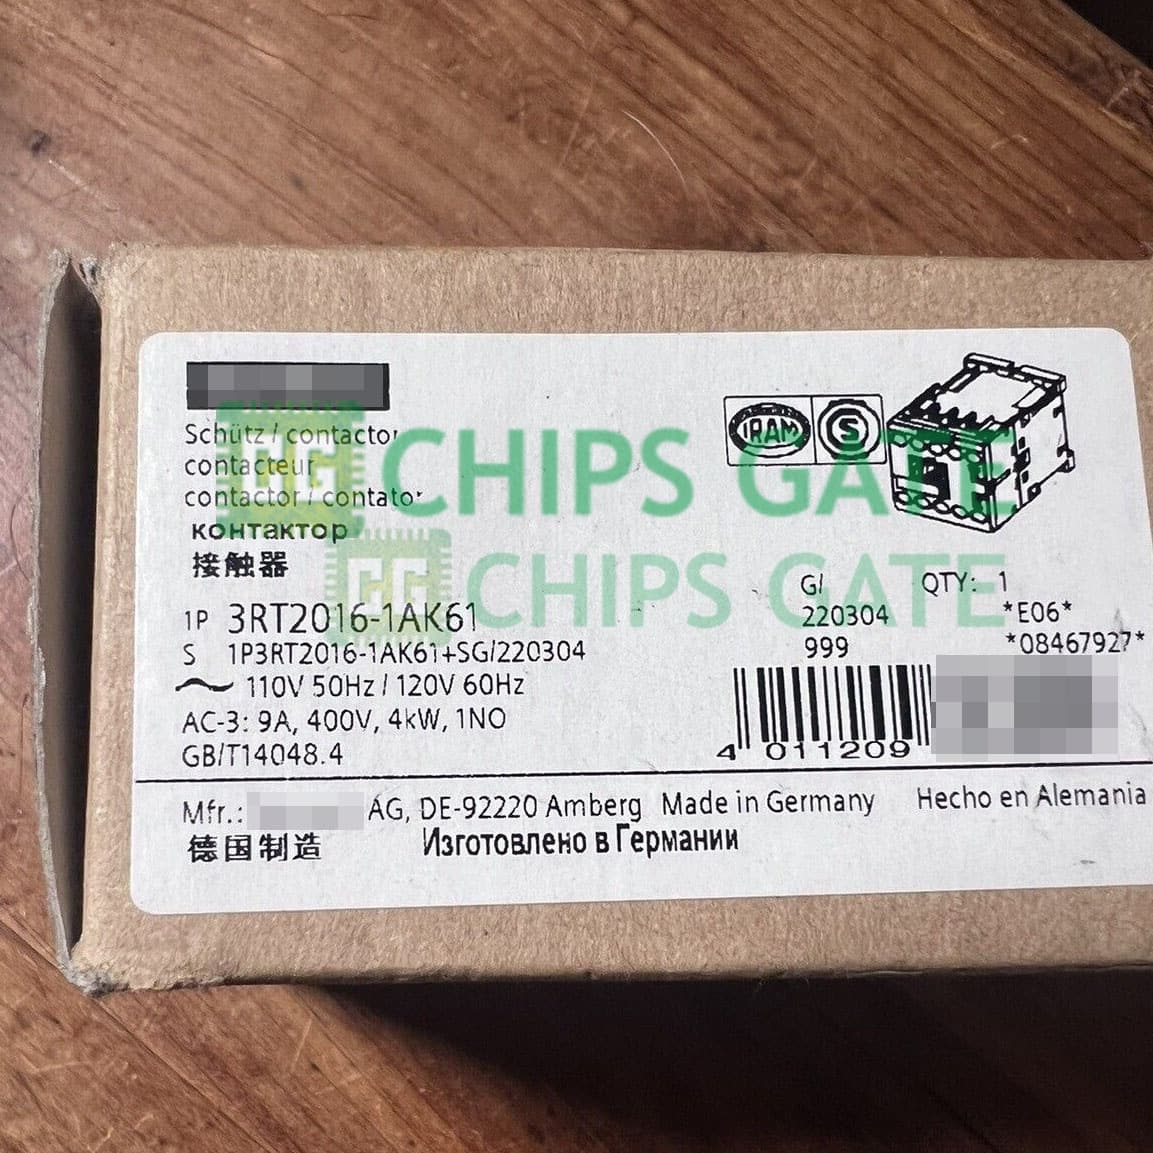 Schütz / contactor
contacteur
contactor / contator
контактор
接触器
1P 3RT2016-1AK61
S 1P3RT2016-1AK61+SG/220304
110V 50Hz / 120V 60Hz
AC-3: 9A, 400V, 4kW, 1NO
GB/T14048.4
IRAM S
G/ QTY: 1
220304 *E06*
999 *08467927*
4 011209
Mfr.: AG, DE-92220 Amberg Made in Germany Hecho en Alemania
德国制造 Изготовлено в Германии
CG CHIPS GATE
CG CHIPS GATE